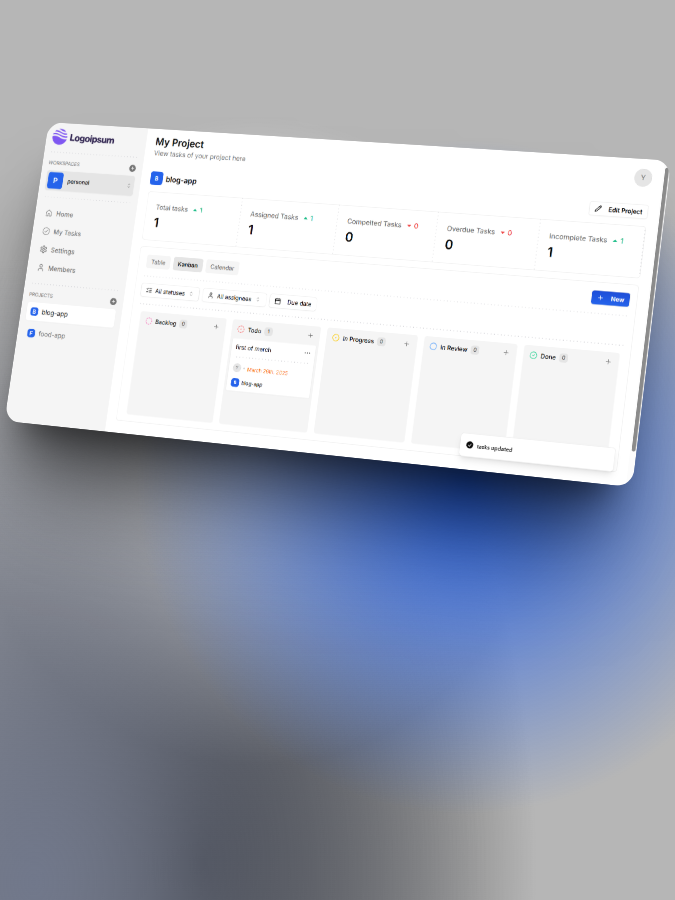 Logoipsum
WORKSPACES
P personal
Home
My Tasks
Settings
Members
PROJECTS
B blog-app
F food-app
My Project
View tasks of your project here
Y
B blog-app
Edit Project
Total tasks 1
1
Assigned Tasks 1
1
Compelted Tasks 0
0
Overdue Tasks 0
0
Incomplete Tasks 1
1
Table Kanban Calendar
New
All statuses All assignees Due date
Backlog 0
Todo 1
In Progress 0
In Review 0
Done 0
first of march
March 29th, 2025
B blog-app
tasks updated